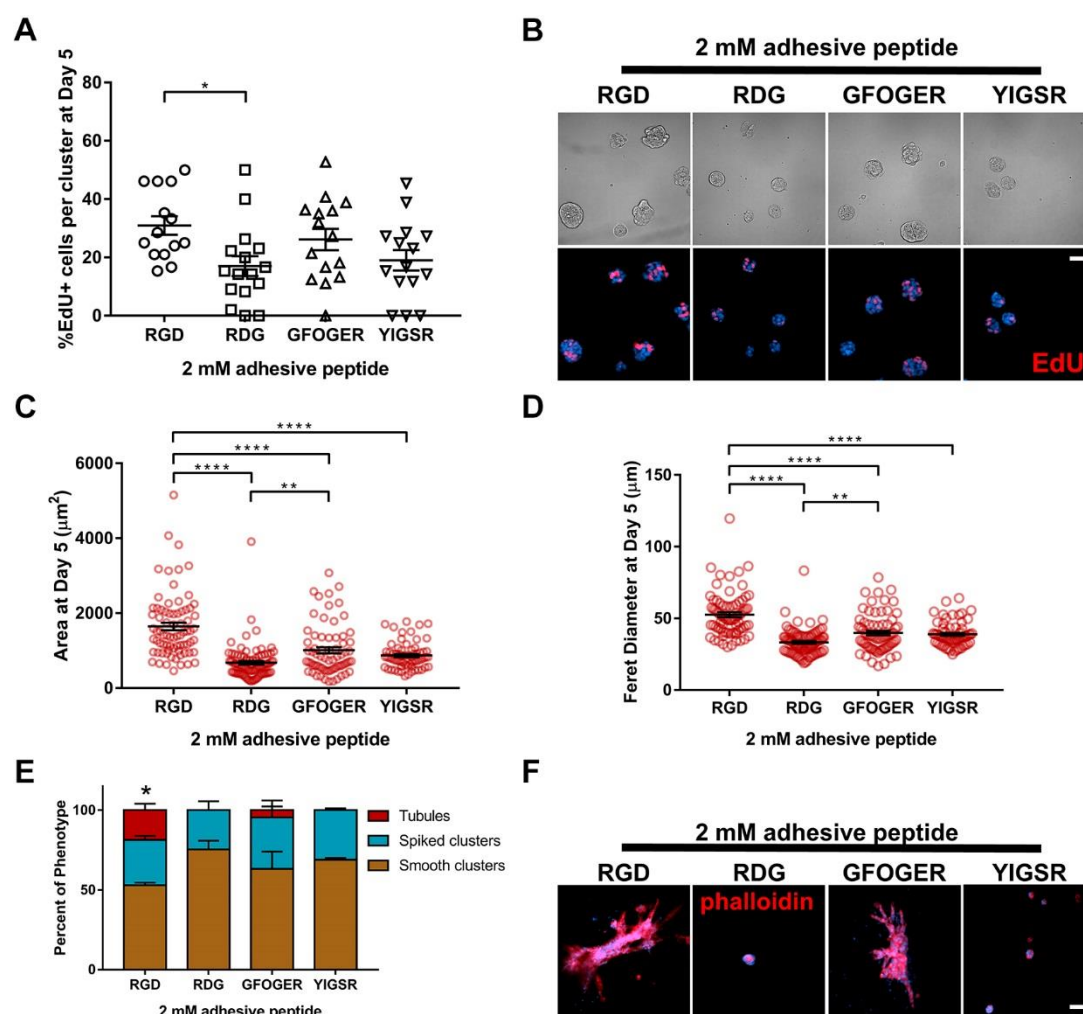 A
%EdU+ cells per cluster at Day 5
80
60
40
20
0
*
RGD RDG GFOGER YIGSR
2 mM adhesive peptide
B
2 mM adhesive peptide
RGD RDG GFOGER YIGSR
EdU
C
Area at Day 5 (μm²)
6000
4000
2000
0
****
****
****
**
RGD RDG GFOGER YIGSR
2 mM adhesive peptide
D
Feret Diameter at Day 5 (μm)
150
100
50
0
****
****
****
**
RGD RDG GFOGER YIGSR
2 mM adhesive peptide
E
Percent of Phenotype
100
50
0
*
Tubules
Spiked clusters
Smooth clusters
RGD RDG GFOGER YIGSR
2 mM adhesive peptide
F
2 mM adhesive peptide
RGD RDG GFOGER YIGSR
phalloidin